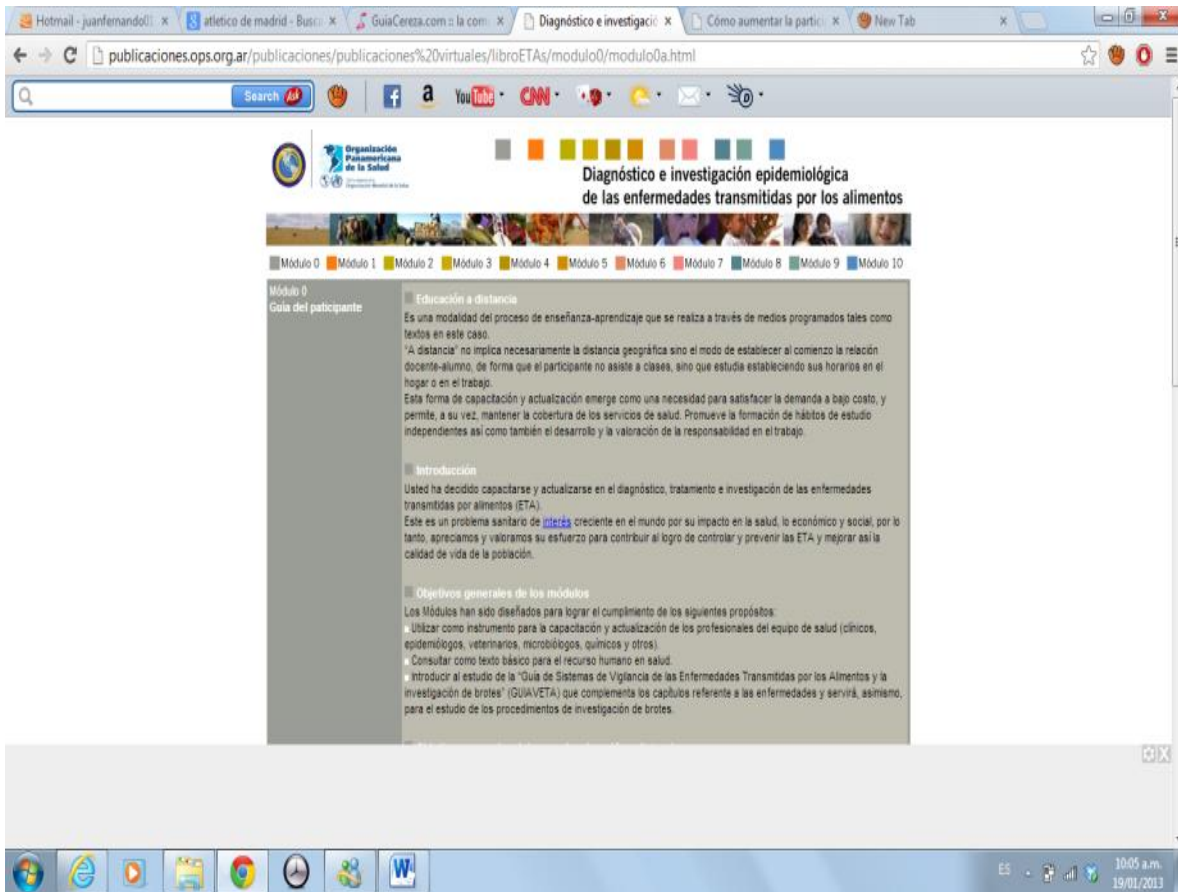 Hotmail - juanfernando0
atletico de madrid - Busc
GuiaCereza.com :: la com
Diagnóstico e investigació
Cómo aumentar la partic
New Tab
publicaciones.ops.org.ar/publicaciones/publicaciones%20virtuales/libroETAs/modulo0/modulo0a.html
Search
a
YouTube
CNN
Organización
Panamericana
de la Salud
Diagnóstico e investigación epidemiológica
de las enfermedades transmitidas por los alimentos
Módulo 0 Módulo 1 Módulo 2 Módulo 3 Módulo 4 Módulo 5 Módulo 6 Módulo 7 Módulo 8 Módulo 9 Módulo 10
Módulo 0
Guia del paticipante
Educación a distancia
Es una modalidad del proceso de enseñanza-aprendizaje que se realiza a través de medios programados tales como
textos en este caso.
"A distancia" no implica necesariamente la distancia geográfica sino el modo de establecer al comienzo la relación
docente-alumno, de forma que el participante no asiste a clases, sino que estudia estableciendo sus horarios en el
hogar o en el trabajo.
Esta forma de capacitación y actualización emerge como una necesidad para satisfacer la demanda a bajo costo, y
permite, a su vez, mantener la cobertura de los servicios de salud. Promueve la formación de hábitos de estudio
independientes así como también el desarrollo y la valoración de la responsabilidad en el trabajo.
Introducción
Usted ha decidido capacitarse y actualizarse en el diagnóstico, tratamiento e investigación de las enfermedades
transmitidas por alimentos (ETA).
Este es un problema sanitario de interés creciente en el mundo por su impacto en la salud, lo económico y social, por lo
tanto, apreciamos y valoramos su esfuerzo para contribuir al logro de controlar y prevenir las ETA y mejorar así la
calidad de vida de la población.
Objetivos generales de los módulos
Los Módulos han sido diseñados para lograr el cumplimiento de los siguientes propósitos:
Utilizar como instrumento para la capacitación y actualización de los profesionales del equipo de salud (clínicos,
epidemiólogos, veterinarios, microbiólogos, químicos y otros).
Consultar como texto básico para el recurso humano en salud.
Introducir al estudio de la "Guía de Sistemas de Vigilancia de las Enfermedades Transmitidas por los Alimentos y la
investigación de brotes" (GUIAVETA) que complementa los capítulos referente a las enfermedades y servirá, asimismo,
para el estudio de los procedimientos de investigación de brotes.
ES
10:05 a.m.
19/01/2013